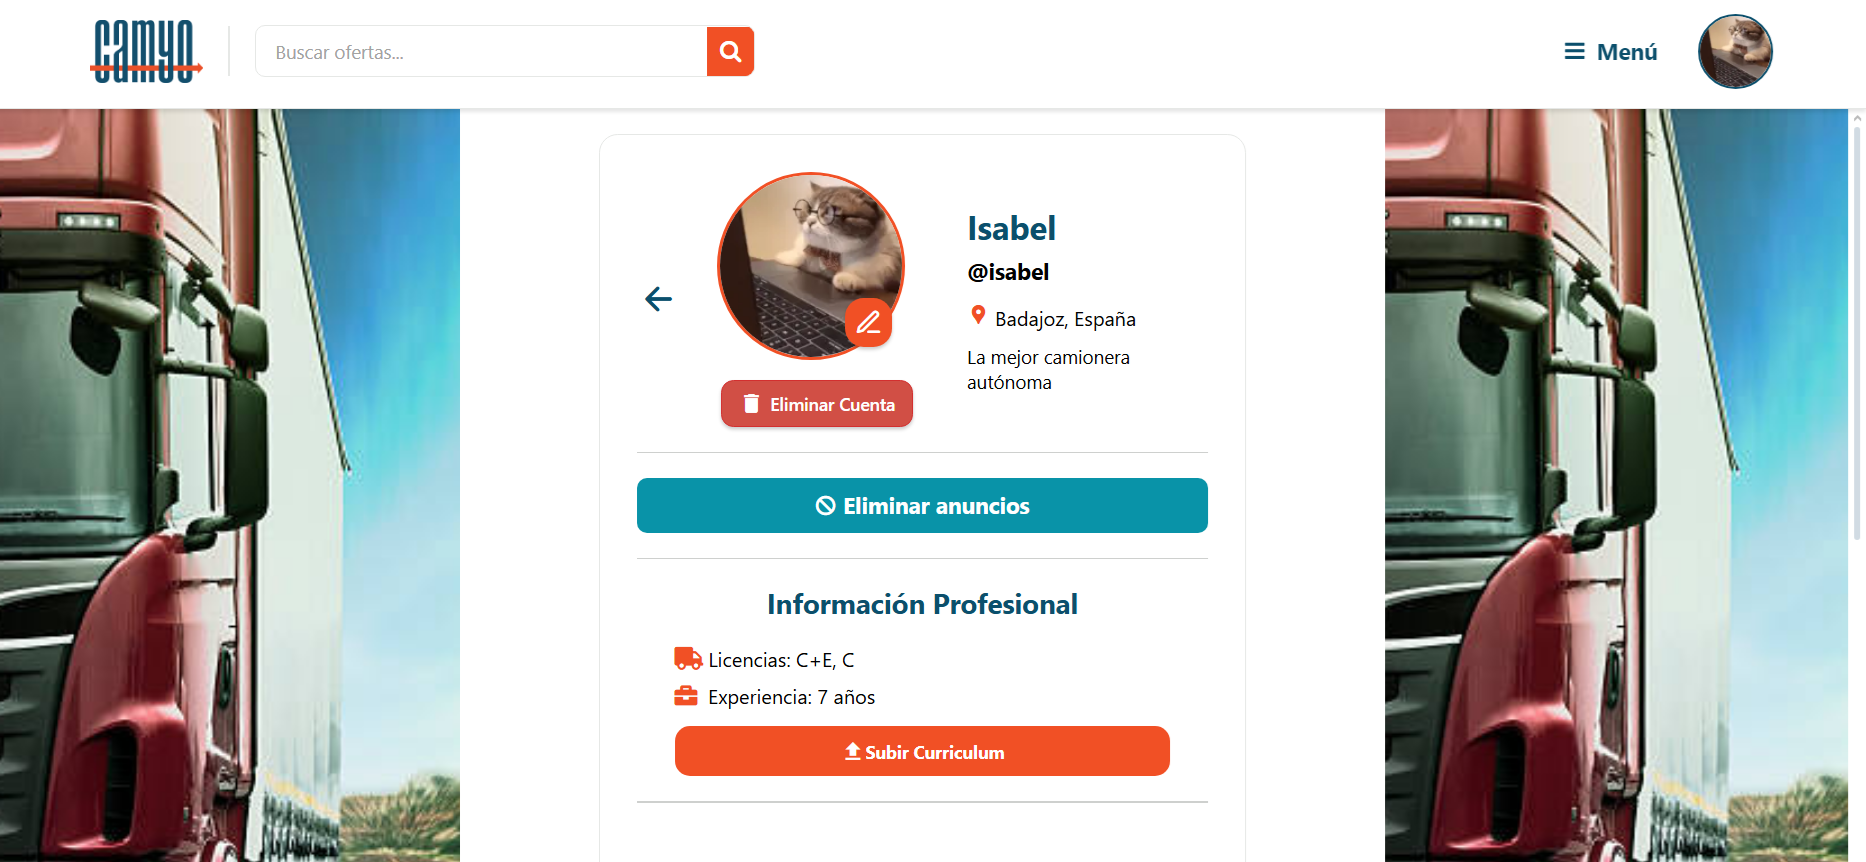 camyo
Buscar ofertas...
Menú
Isabel
@isabel
Badajoz, España
La mejor camionera
autónoma
Eliminar Cuenta
Eliminar anuncios
Información Profesional
Licencias: C+E, C
Experiencia: 7 años
Subir Curriculum